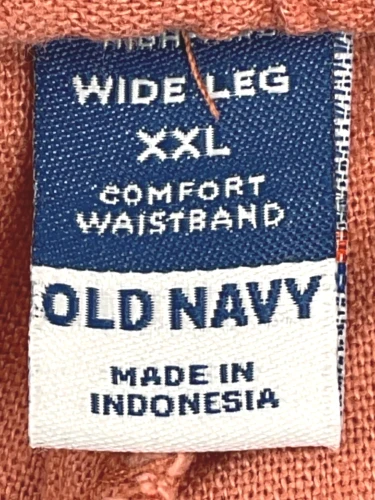 WIDE LEG
XXL
COMFORT
WAISTBAND
OLD NAVY
MADE IN
INDONESIA